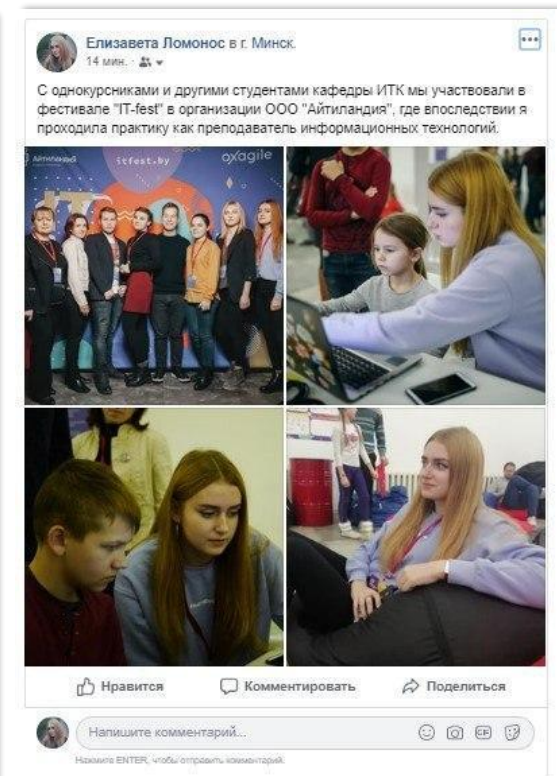 Елизавета Ломонос в г. Минск.
14 мин.
С однокурсниками и другими студентами кафедры ИТК мы участвовали в
фестивале "IT-fest" в организации ООО "Айтиландия", где впоследствии я
проходила практику как преподаватель информационных технологий.
Айтиландия
itfest.by
oxagile
IT
Нравится
Комментировать
Поделиться
Напишите комментарий...
GIF
Нажмите ENTER, чтобы отправить комментарий.